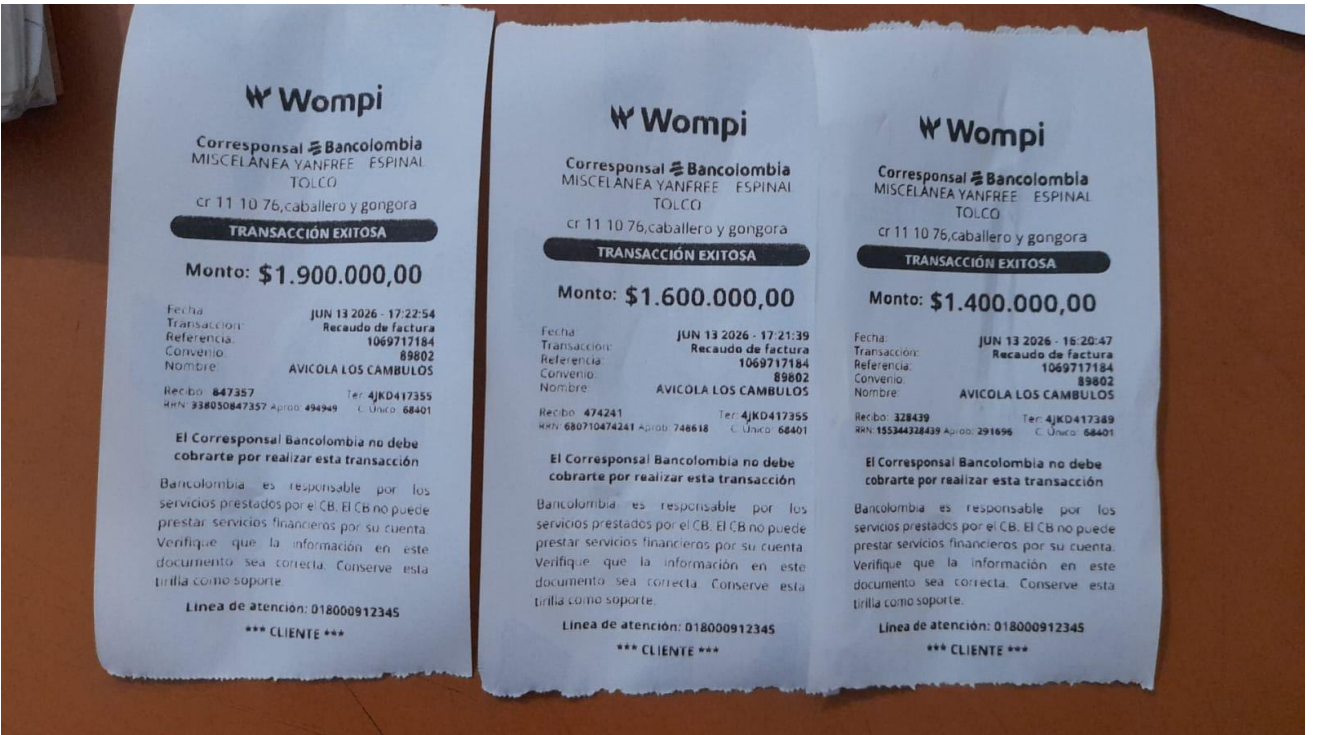 Wompi
Corresponsal Bancolombia
MISCELÁNEA YANFREE ESPINAL
TOLCO
cr 11 10 76,caballero y gongora
TRANSACCIÓN EXITOSA
Monto: $1.900.000,00
Fecha: JUN 13 2026 - 17:22:54
Transacción: Recaudo de factura
Referencia: 1069717184
Convenio: 89802
Nombre: AVICOLA LOS CAMBULOS
Recibo: 847357 Ter: 4JKD417355
RRN: 338050847357 Aprob: 494949 C. Único: 68401
El Corresponsal Bancolombia no debe
cobrarte por realizar esta transacción
Bancolombia es responsable por los
servicios prestados por el CB. El CB no puede
prestar servicios financieros por su cuenta.
Verifique que la información en este
documento sea correcta. Conserve esta
tirilla como soporte.
Línea de atención: 018000912345
*** CLIENTE ***
Wompi
Corresponsal Bancolombia
MISCELÁNEA YANFREE ESPINAL
TOLCO
cr 11 10 76,caballero y gongora
TRANSACCIÓN EXITOSA
Monto: $1.600.000,00
Fecha: JUN 13 2026 - 17:21:39
Transacción: Recaudo de factura
Referencia: 1069717184
Convenio: 89802
Nombre: AVICOLA LOS CAMBULOS
Recibo: 474241 Ter: 4JKD417355
RRN: 680710474241 Aprob: 748618 C. Único: 68401
El Corresponsal Bancolombia no debe
cobrarte por realizar esta transacción
Bancolombia es responsable por los
servicios prestados por el CB. El CB no puede
prestar servicios financieros por su cuenta.
Verifique que la información en este
documento sea correcta. Conserve esta
tirilla como soporte.
Línea de atención: 018000912345
*** CLIENTE ***
Wompi
Corresponsal Bancolombia
MISCELÁNEA YANFREE ESPINAL
TOLCO
cr 11 10 76,caballero y gongora
TRANSACCIÓN EXITOSA
Monto: $1.400.000,00
Fecha: JUN 13 2026 - 16:20:47
Transacción: Recaudo de factura
Referencia: 1069717184
Convenio: 89802
Nombre: AVICOLA LOS CAMBULOS
Recibo: 328439 Ter: 4JKD417389
RRN: 155344328439 Aprob: 291696 C. Único: 68401
El Corresponsal Bancolombia no debe
cobrarte por realizar esta transacción
Bancolombia es responsable por los
servicios prestados por el CB. El CB no puede
prestar servicios financieros por su cuenta.
Verifique que la información en este
documento sea correcta. Conserve esta
tirilla como soporte.
Línea de atención: 018000912345
*** CLIENTE ***